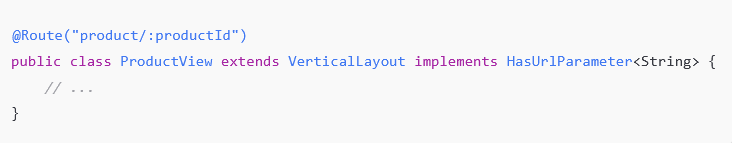 @Route("product/:productId")
public class ProductView extends VerticalLayout implements HasUrlParameter<String> {
    // ...
}